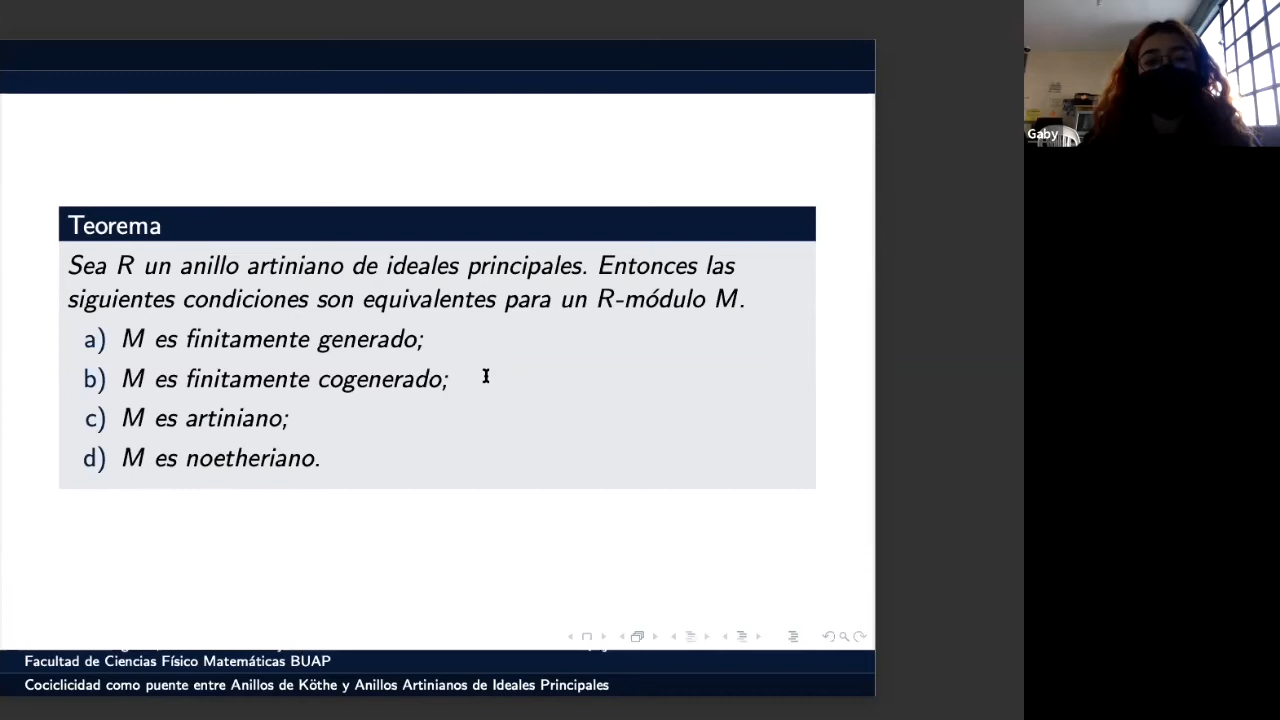 Teorema
Sea R un anillo artiniano de ideales principales. Entonces las
siguientes condiciones son equivalentes para un R-módulo M.
a) M es finitamente generado;
b) M es finitamente cogenerado;
c) M es artiniano;
d) M es noetheriano.
Facultad de Ciencias Físico Matemáticas BUAP
Cociclicidad como puente entre Anillos de Köthe y Anillos Artinianos de Ideales Principales
Gaby